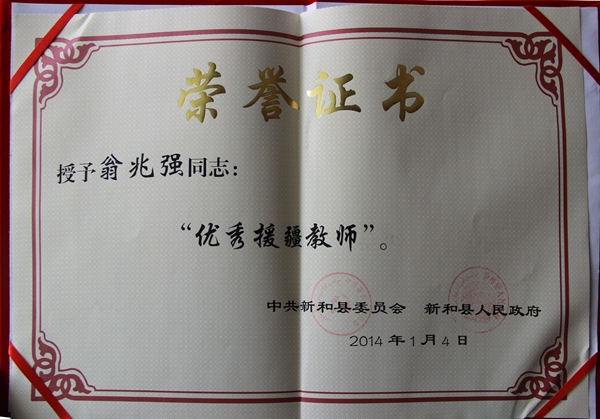 荣誉证书
授予翁兆强同志：
“优秀援疆教师”。
中共新和县委员会 新和县人民政府
2014年1月4日